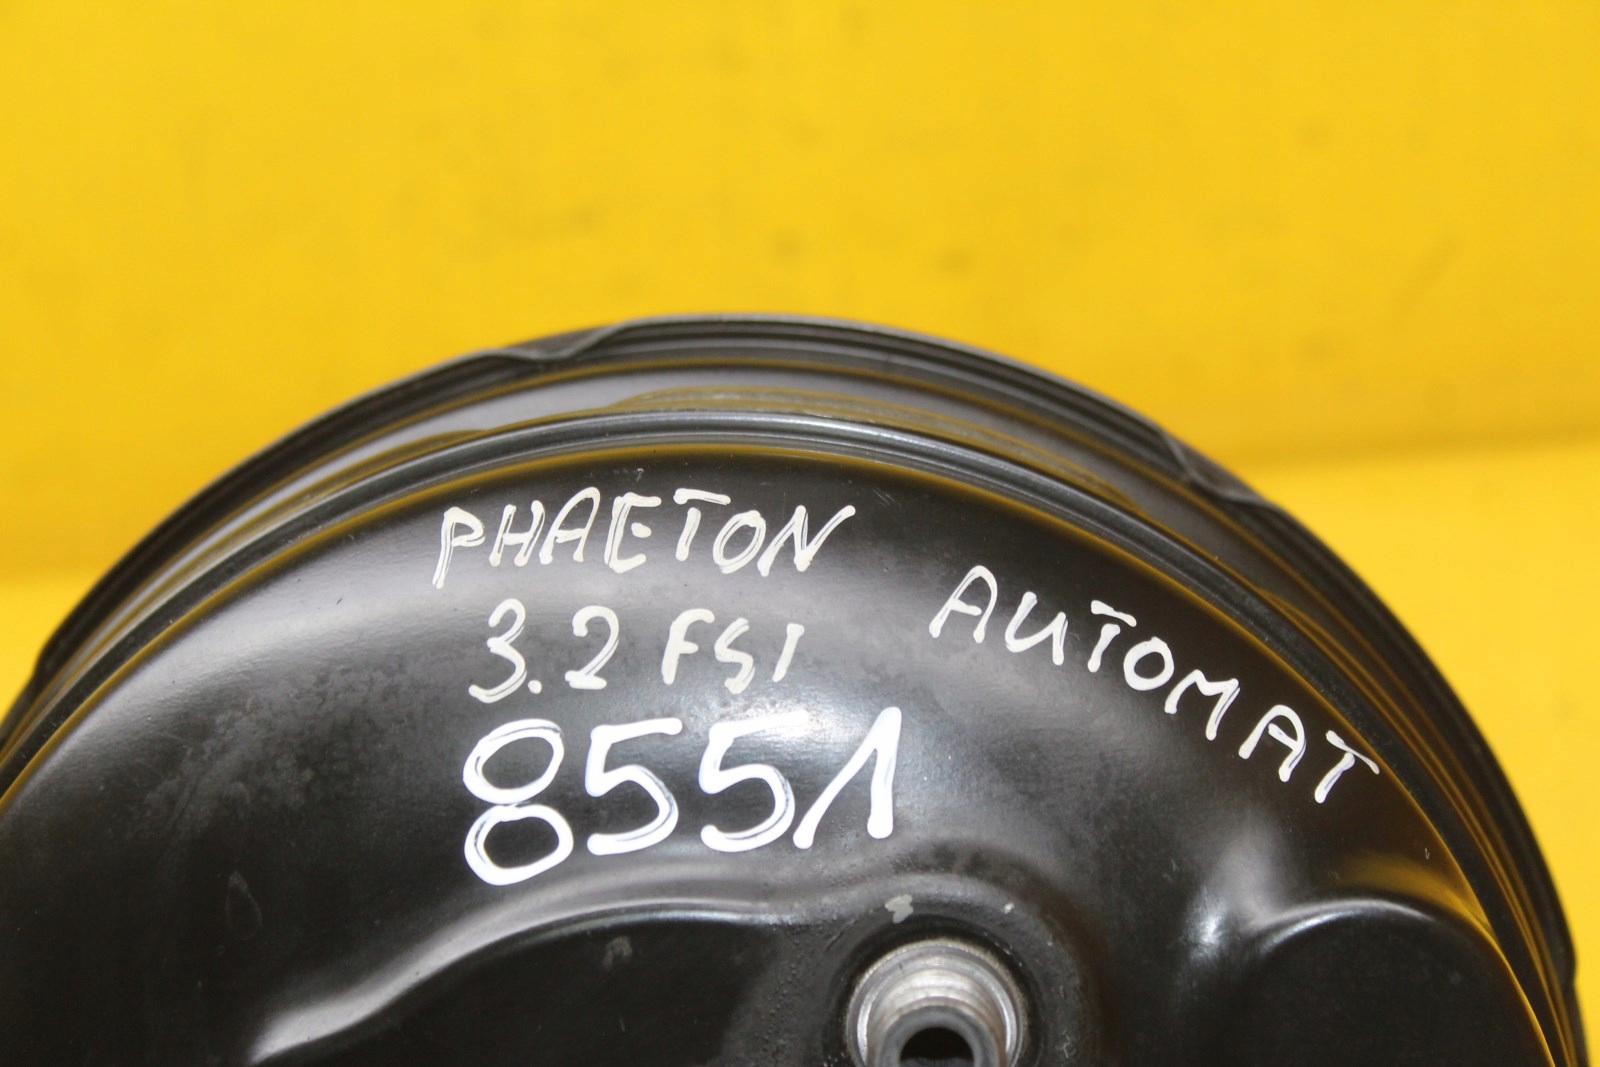 PHAETON
3.2 FSI
8551
AUTOMAT